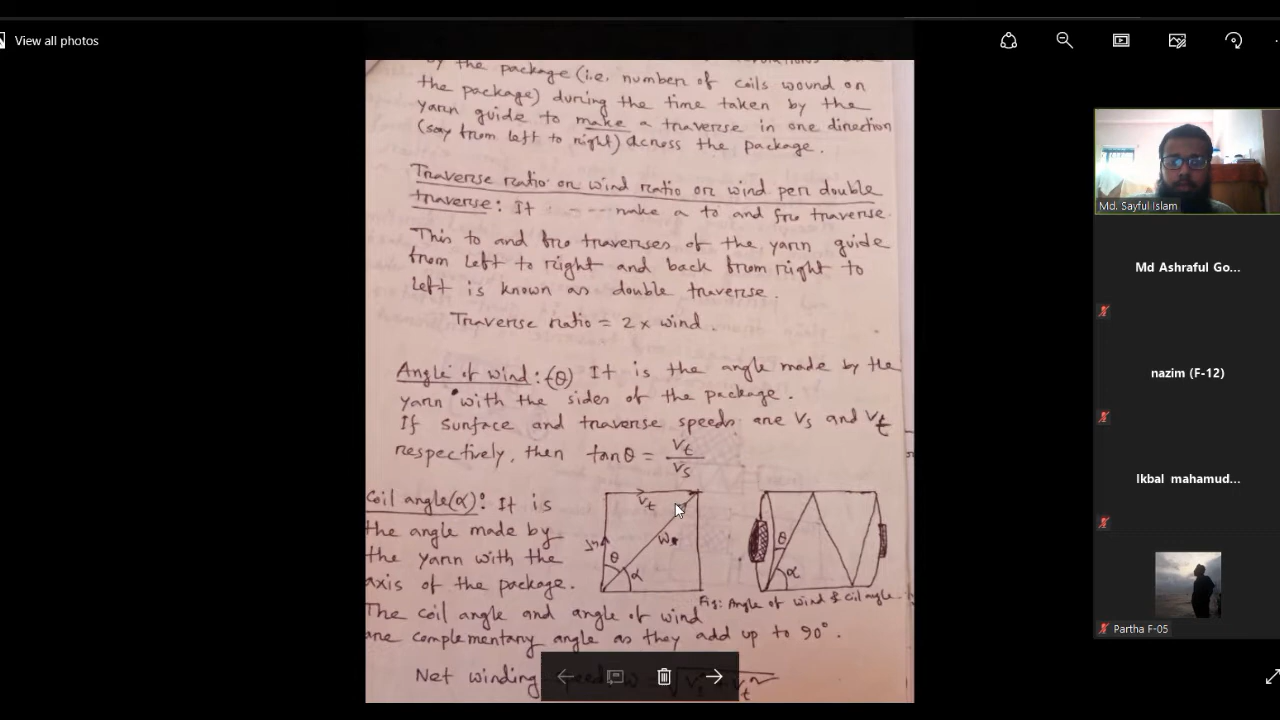 View all photos
by the package (i.e. number of coils wound on
the package) during the time taken by the
yarn guide to make a traverse in one direction
(say from left to right) across the package.
Traverse ratio or wind ratio or wind per double
traverse: It ---- make a to and fro traverse.
This to and fro traverses of the yarn guide
from left to right and back from right to
left is known as double traverse.
Traverse ratio = 2 x wind.
Angle of wind: (θ) It is the angle made by the
yarn with the sides of the package.
If surface and traverse speeds are Vs and Vt
respectively, then tanθ = Vt/Vs
Coil angle(α): It is
the angle made by
the yarn with the
axis of the package.
Vt
θ
α
θ
α
Fig: Angle of wind & coil angle
The coil angle and angle of wind
are complementary angle as they add up to 90°.
Net winding
Md. Sayful Islam
Md Ashraful Go...
nazim (F-12)
Ikbal mahamud...
Partha F-05